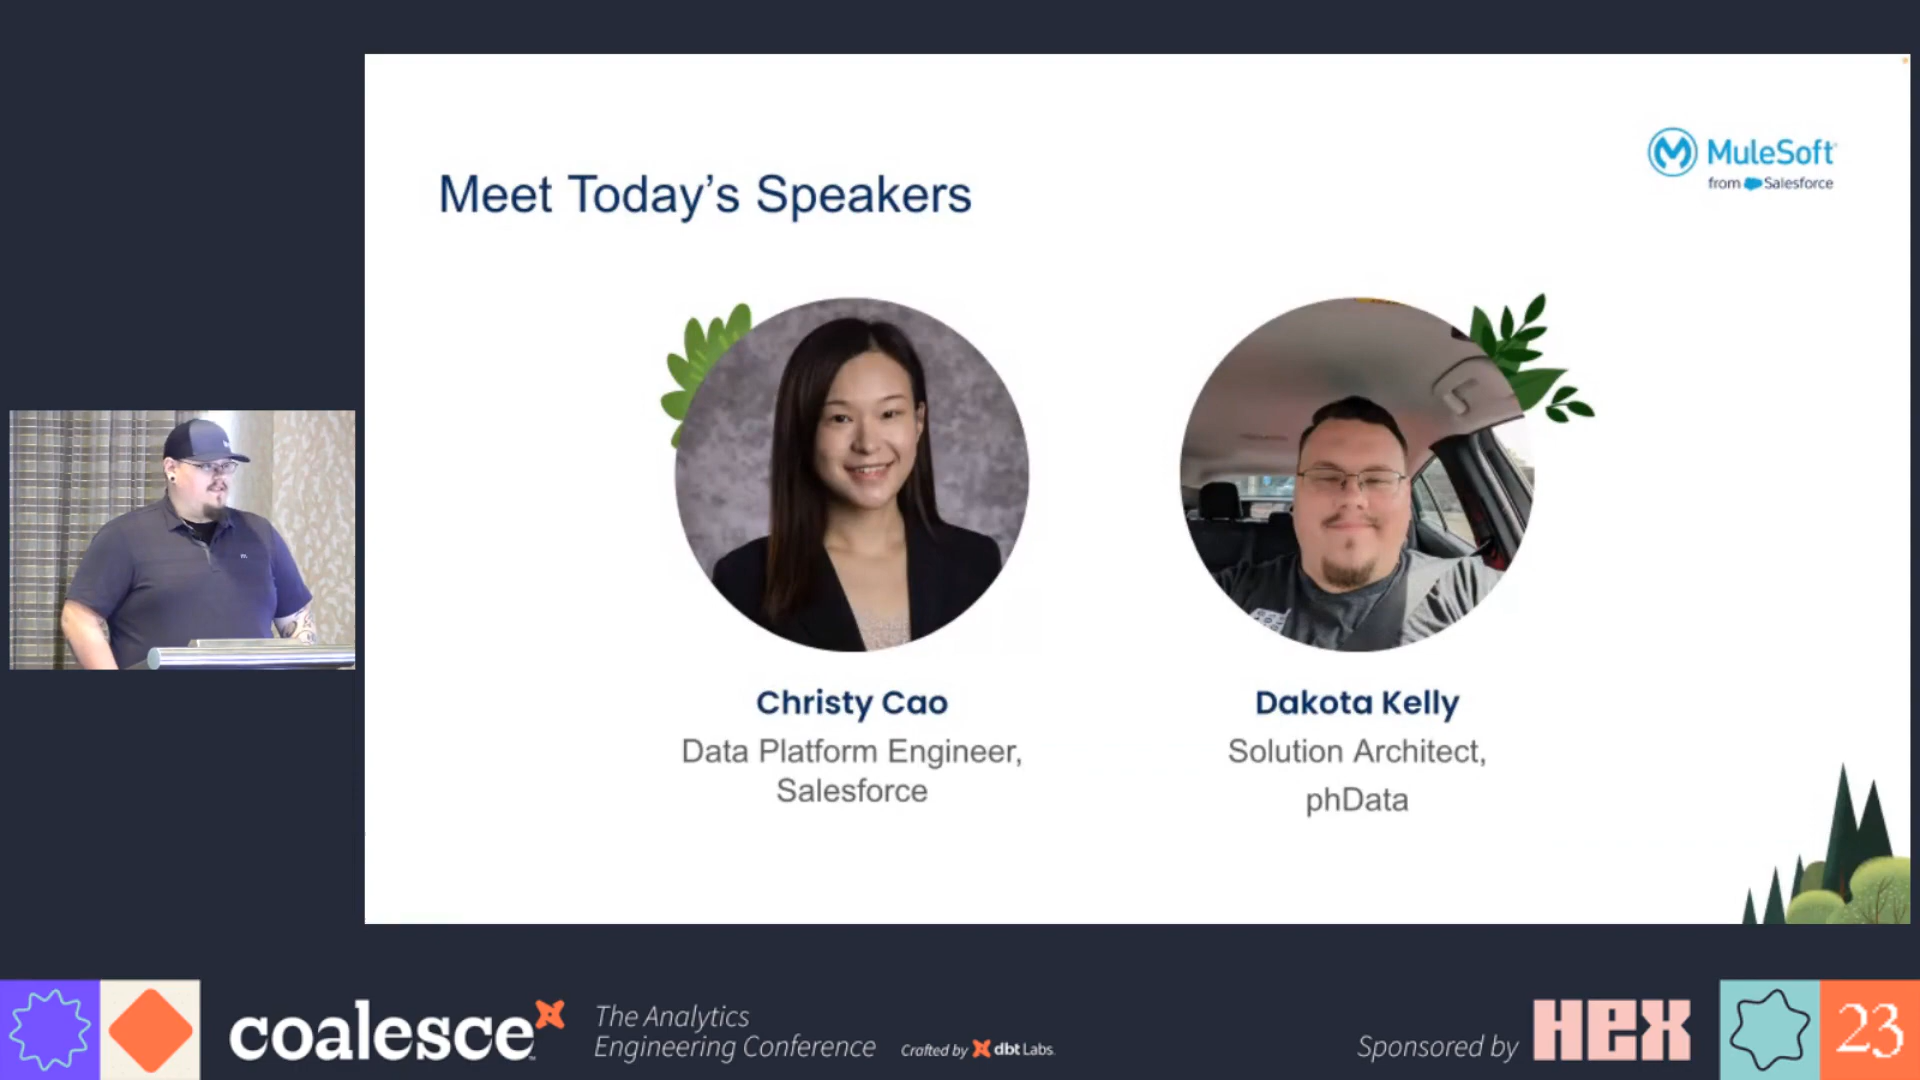 Meet Today's Speakers
MuleSoft
from Salesforce
Christy Cao
Data Platform Engineer,
Salesforce
Dakota Kelly
Solution Architect,
phData
coalesce
The Analytics
Engineering Conference
Crafted by dbt Labs
Sponsored by
HEX
23